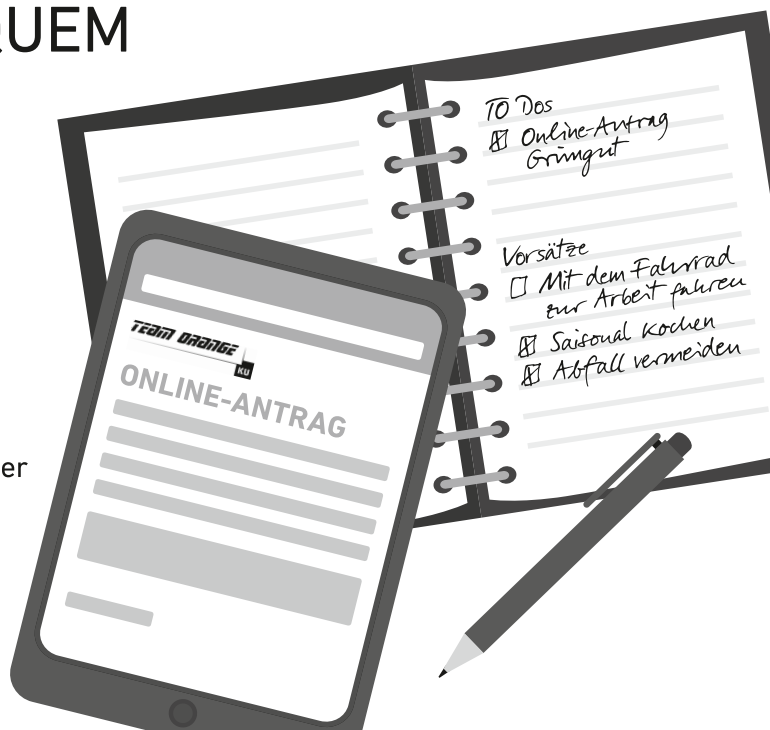 QUEM
TO Dos
☒ Online-Antrag
Grüngut
Vorsätze
☐ Mit dem Fahrrad
zur Arbeit fahren
☒ Saisonal kochen
☒ Abfall vermeiden
TEAM ORANGE
KU
ONLINE-ANTRAG
er